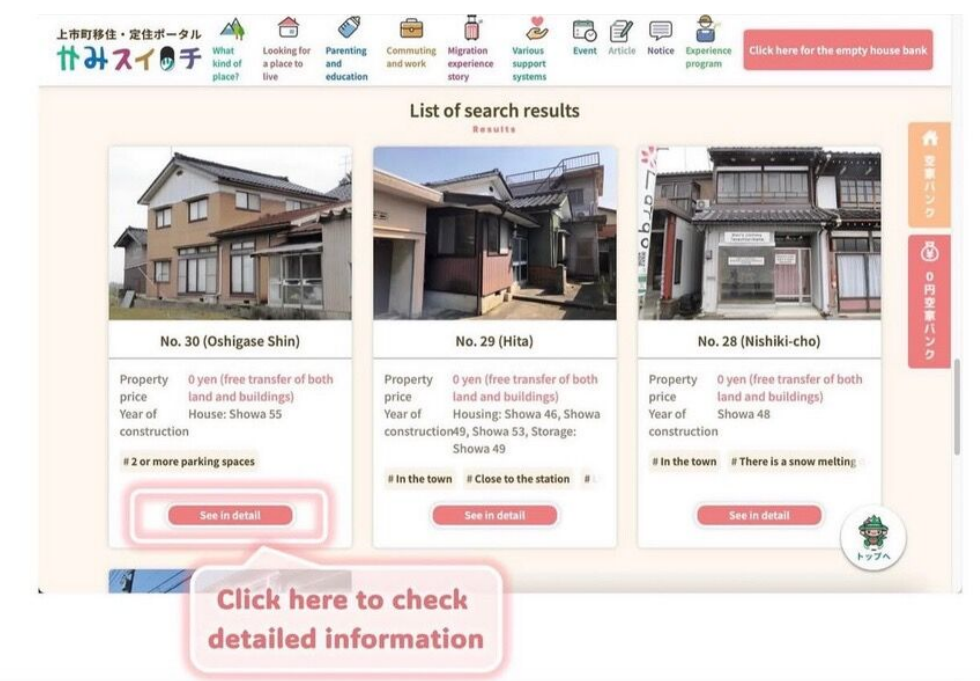 上市町移住・定住ポータル
かみスイッチ
What
kind of
place?
Looking for
a place to
live
Parenting
and
education
Commuting
and work
Migration
experience
story
Various
support
systems
Event
Article
Notice
Experience
program
Click here for the empty house bank
List of search results
Results
空家バンク
0円空家バンク
No. 30 (Oshigase Shin)
Property
price
0 yen (free transfer of both
land and buildings)
Year of
construction
House: Showa 55
# 2 or more parking spaces
See in detail
No. 29 (Hita)
Property
price
0 yen (free transfer of both
land and buildings)
Year of
construction
Housing: Showa 46, Showa
49, Showa 53, Storage:
Showa 49
# In the town # Close to the station #
See in detail
No. 28 (Nishiki-cho)
Property
price
0 yen (free transfer of both
land and buildings)
Year of
construction
Showa 48
# In the town # There is a snow melting
See in detail
トップへ
Click here to check
detailed information